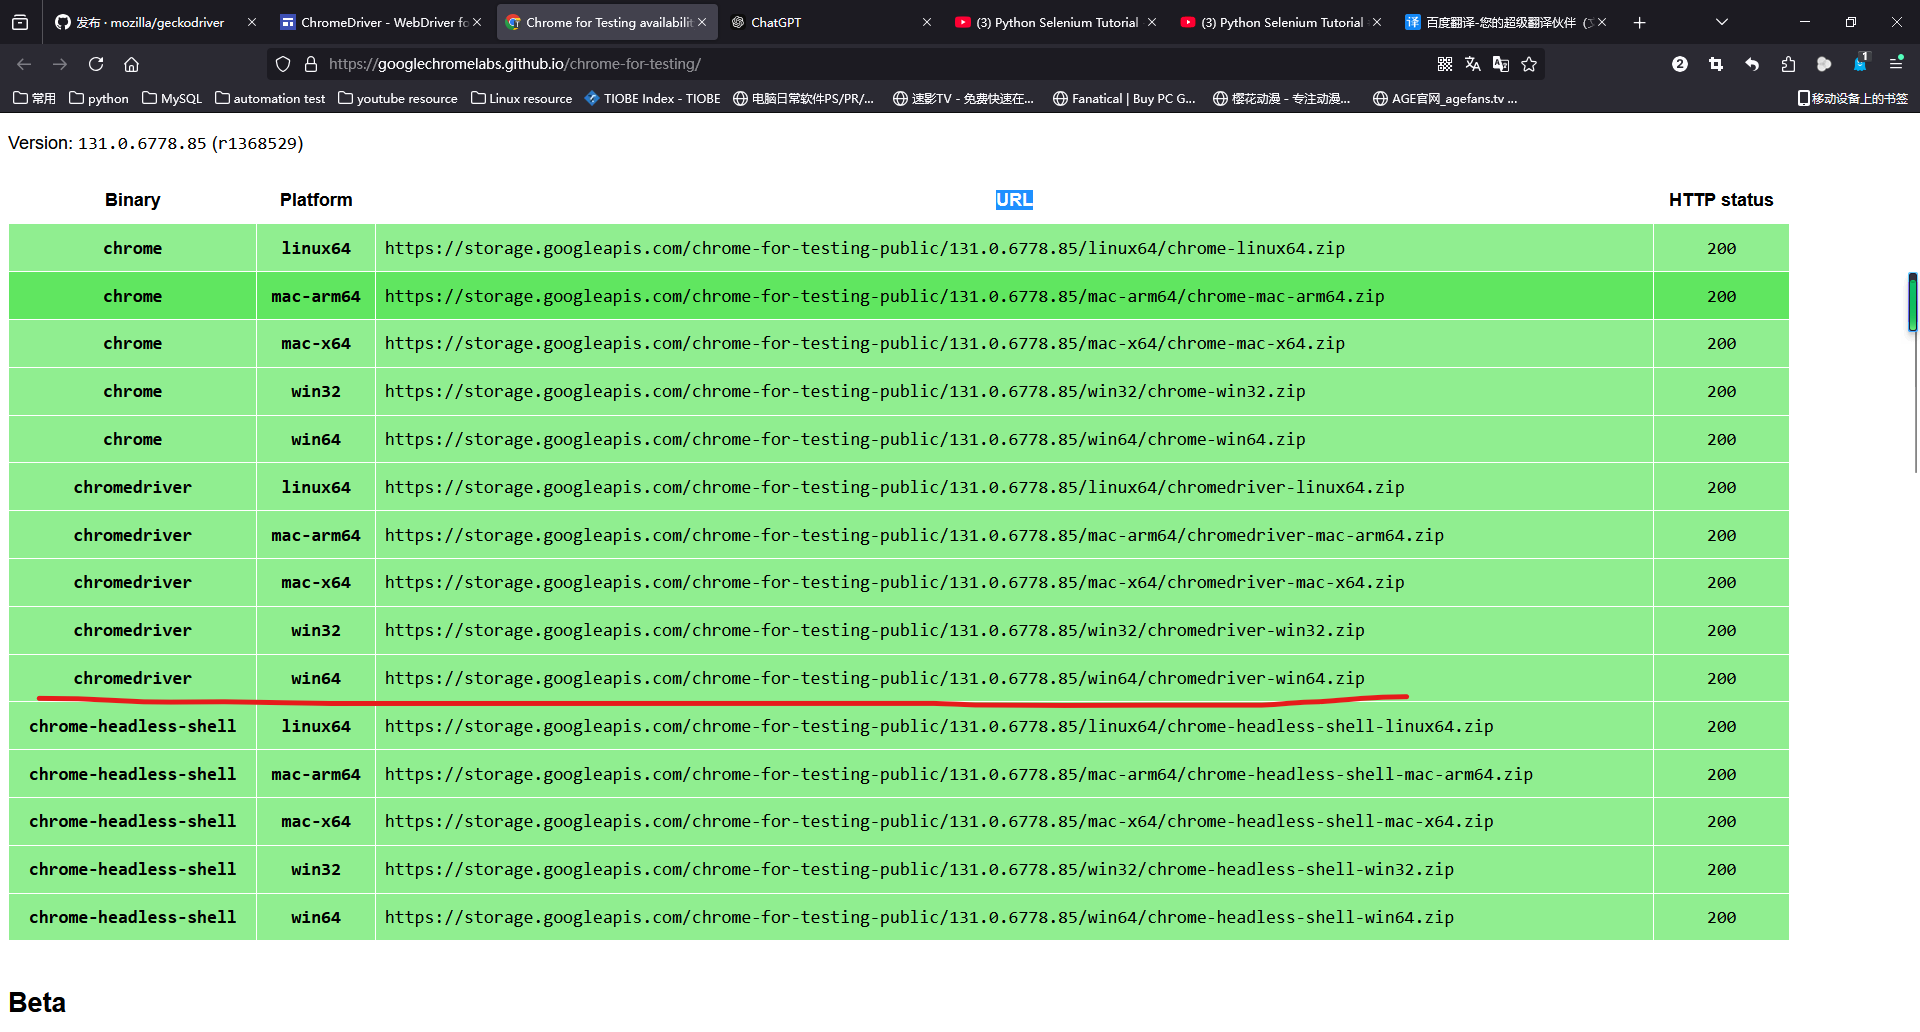 发布 · mozilla/geckodriver
ChromeDriver - WebDriver fo
Chrome for Testing availabilit
ChatGPT
(3) Python Selenium Tutorial
(3) Python Selenium Tutorial
译 百度翻译-您的超级翻译伙伴（文
https://googlechromelabs.github.io/chrome-for-testing/
2
1
常用
python
MySQL
automation test
youtube resource
Linux resource
TIOBE Index - TIOBE
电脑日常软件PS/PR/...
速影TV - 免费快速在...
Fanatical | Buy PC G...
樱花动漫 - 专注动漫...
AGE官网_agefans.tv ...
移动设备上的书签
Version: 131.0.6778.85 (r1368529)
Binary Platform URL HTTP status
chrome linux64 https://storage.googleapis.com/chrome-for-testing-public/131.0.6778.85/linux64/chrome-linux64.zip 200
chrome mac-arm64 https://storage.googleapis.com/chrome-for-testing-public/131.0.6778.85/mac-arm64/chrome-mac-arm64.zip 200
chrome mac-x64 https://storage.googleapis.com/chrome-for-testing-public/131.0.6778.85/mac-x64/chrome-mac-x64.zip 200
chrome win32 https://storage.googleapis.com/chrome-for-testing-public/131.0.6778.85/win32/chrome-win32.zip 200
chrome win64 https://storage.googleapis.com/chrome-for-testing-public/131.0.6778.85/win64/chrome-win64.zip 200
chromedriver linux64 https://storage.googleapis.com/chrome-for-testing-public/131.0.6778.85/linux64/chromedriver-linux64.zip 200
chromedriver mac-arm64 https://storage.googleapis.com/chrome-for-testing-public/131.0.6778.85/mac-arm64/chromedriver-mac-arm64.zip 200
chromedriver mac-x64 https://storage.googleapis.com/chrome-for-testing-public/131.0.6778.85/mac-x64/chromedriver-mac-x64.zip 200
chromedriver win32 https://storage.googleapis.com/chrome-for-testing-public/131.0.6778.85/win32/chromedriver-win32.zip 200
chromedriver win64 https://storage.googleapis.com/chrome-for-testing-public/131.0.6778.85/win64/chromedriver-win64.zip 200
chrome-headless-shell linux64 https://storage.googleapis.com/chrome-for-testing-public/131.0.6778.85/linux64/chrome-headless-shell-linux64.zip 200
chrome-headless-shell mac-arm64 https://storage.googleapis.com/chrome-for-testing-public/131.0.6778.85/mac-arm64/chrome-headless-shell-mac-arm64.zip 200
chrome-headless-shell mac-x64 https://storage.googleapis.com/chrome-for-testing-public/131.0.6778.85/mac-x64/chrome-headless-shell-mac-x64.zip 200
chrome-headless-shell win32 https://storage.googleapis.com/chrome-for-testing-public/131.0.6778.85/win32/chrome-headless-shell-win32.zip 200
chrome-headless-shell win64 https://storage.googleapis.com/chrome-for-testing-public/131.0.6778.85/win64/chrome-headless-shell-win64.zip 200
Beta